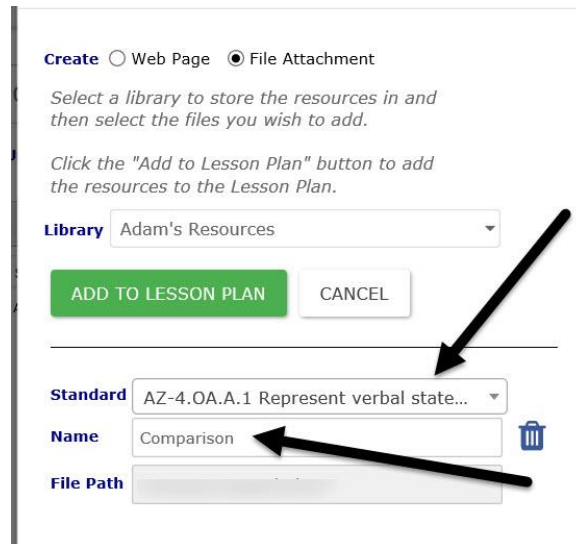 Create Web Page File Attachment
Select a library to store the resources in and
then select the files you wish to add.
Click the "Add to Lesson Plan" button to add
the resources to the Lesson Plan.
Library Adam's Resources
ADD TO LESSON PLAN CANCEL
Standard AZ-4.OA.A.1 Represent verbal state...
Name Comparison
File Path